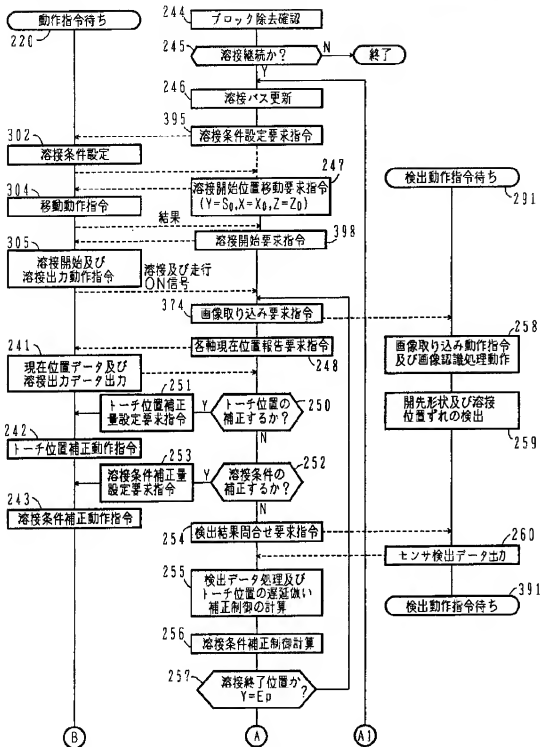 244
ブロック除去確認
動作指令待ち
220
245
溶接継続か?
N
終了
Y
246
溶接パス更新
395
溶接条件設定要求指令
302
溶接条件設定
247
溶接開始位置移動要求指令
(Y=S0,X=X0,Z=Z0)
検出動作指令待ち
291
304
移動動作指令
結果
溶接開始要求指令
398
305
溶接開始及び
溶接出力動作指令
溶接及び走行
ON信号
374
画像取り込み要求指令
258
画像取り込み動作指令
及び画像認識処理動作
241
各軸現在位置報告要求指令
248
現在位置データ及び
溶接出力データ出力
251
トーチ位置補正
量設定要求指令
Y
トーチ位置の
補正するか?
250
N
開先形状及び溶接
位置ずれの検出
259
242
トーチ位置補正動作指令
253
溶接条件補正量
設定要求指令
Y
溶接条件の
補正するか?
252
N
243
溶接条件補正動作指令
254
検出結果問合せ要求指令
260
センサ検出データ出力
255
検出データ処理及び
トーチ位置の遅延倣い
補正制御の計算
391
検出動作指令待ち
256
溶接条件補正制御計算
257
溶接終了位置か?
Y=Ep
B
A
A1